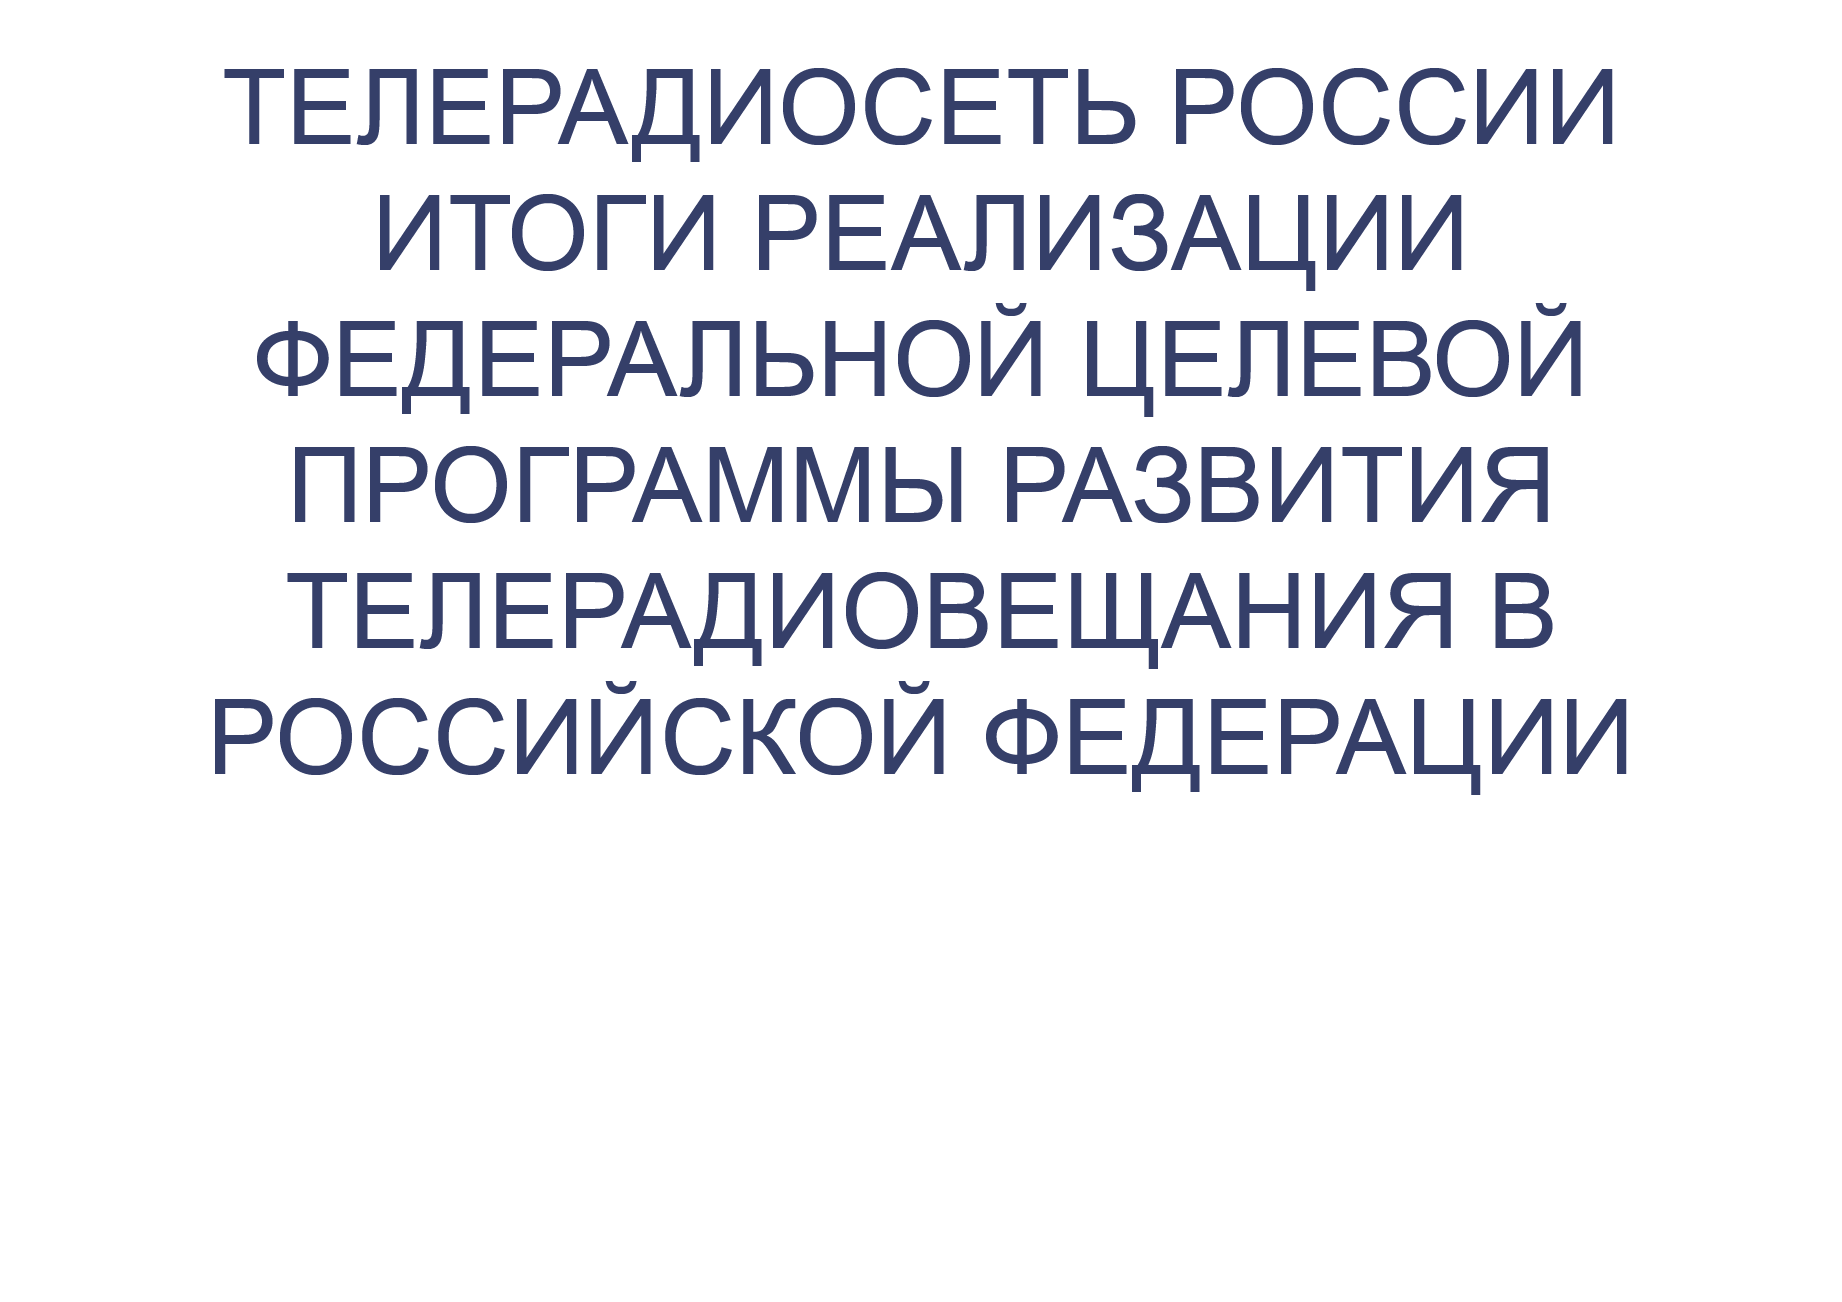 ТЕЛЕРАДИОСЕТЬ РОССИИ
ИТОГИ РЕАЛИЗАЦИИ
ФЕДЕРАЛЬНОЙ ЦЕЛЕВОЙ
ПРОГРАММЫ РАЗВИТИЯ
ТЕЛЕРАДИОВЕЩАНИЯ В
РОССИЙСКОЙ ФЕДЕРАЦИИ